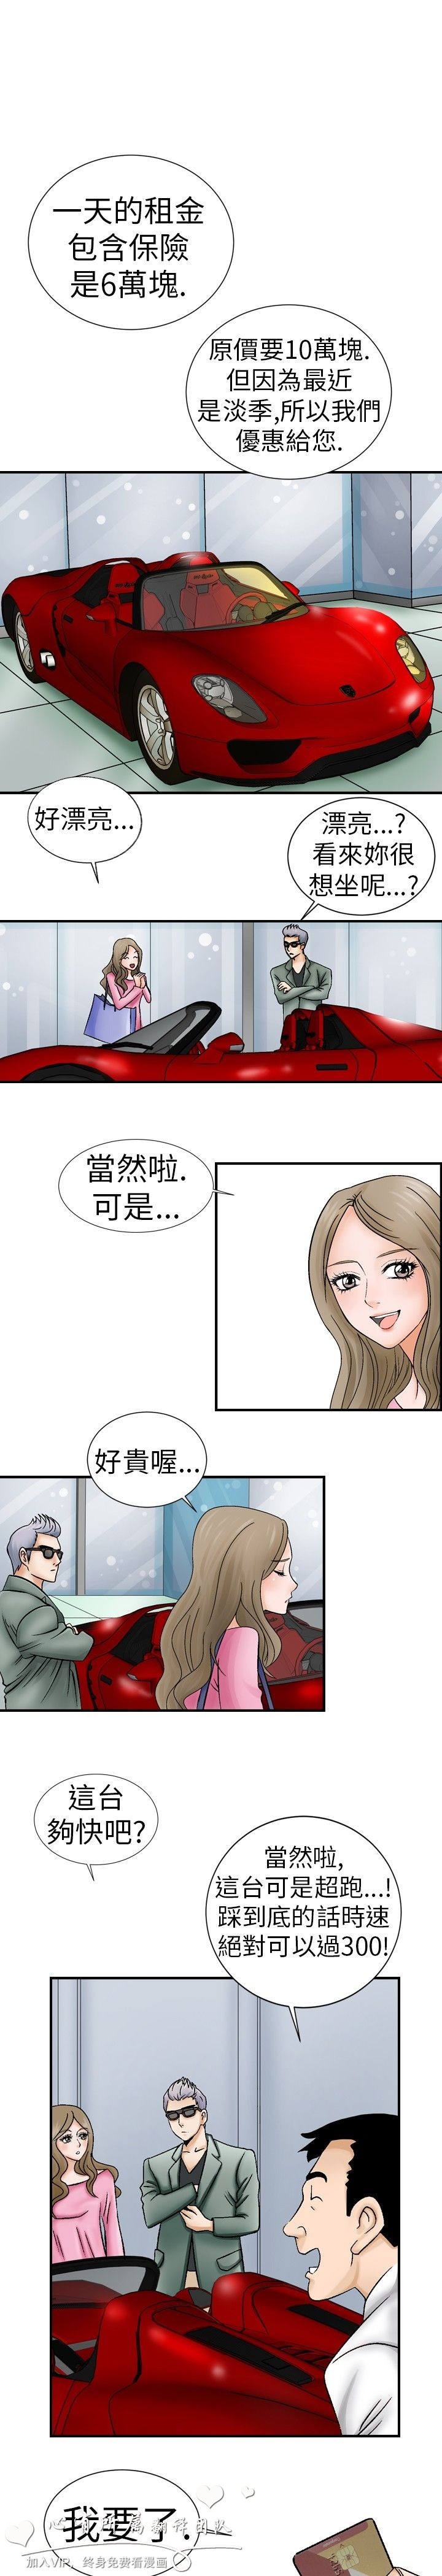 一天的租金
包含保險
是6萬塊.
原價要10萬塊.
但因為最近
是淡季,所以我們
優惠給您.
好漂亮...
漂亮...?
看來妳很
想坐呢...?
當然啦.
可是...
好貴喔...
這台
夠快吧?
當然啦,
這台可是超跑...!
踩到底的話時速
絕對可以過300!
我要了.
加入VIP，终身免费看漫画